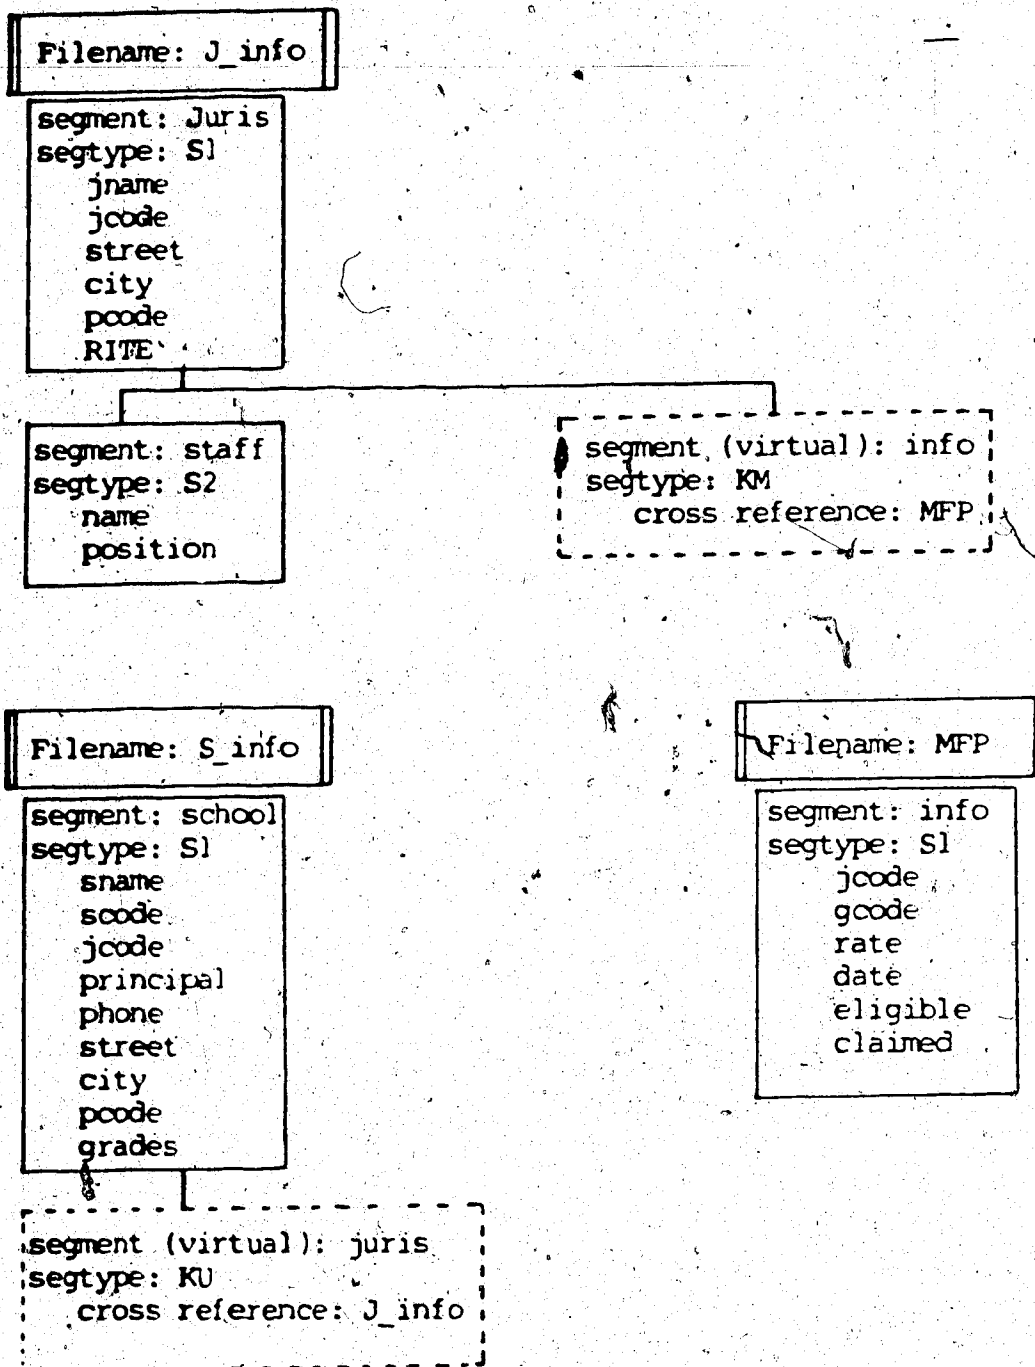 Filename: J_info
segment: Juris
segtype: S1
jname
jcode
street
city
pcode
RITE
segment: staff
segtype: S2
name
position
segment (virtual): info
segtype: KM
cross reference: MFP
Filename: S_info
segment: school
segtype: S1
sname
scode
jcode
principal
phone
street
city
pcode
grades
segment (virtual): juris
segtype: KU
cross reference: J_info
Filename: MFP
segment: info
segtype: S1
jcode
gcode
rate
date
eligible
claimed